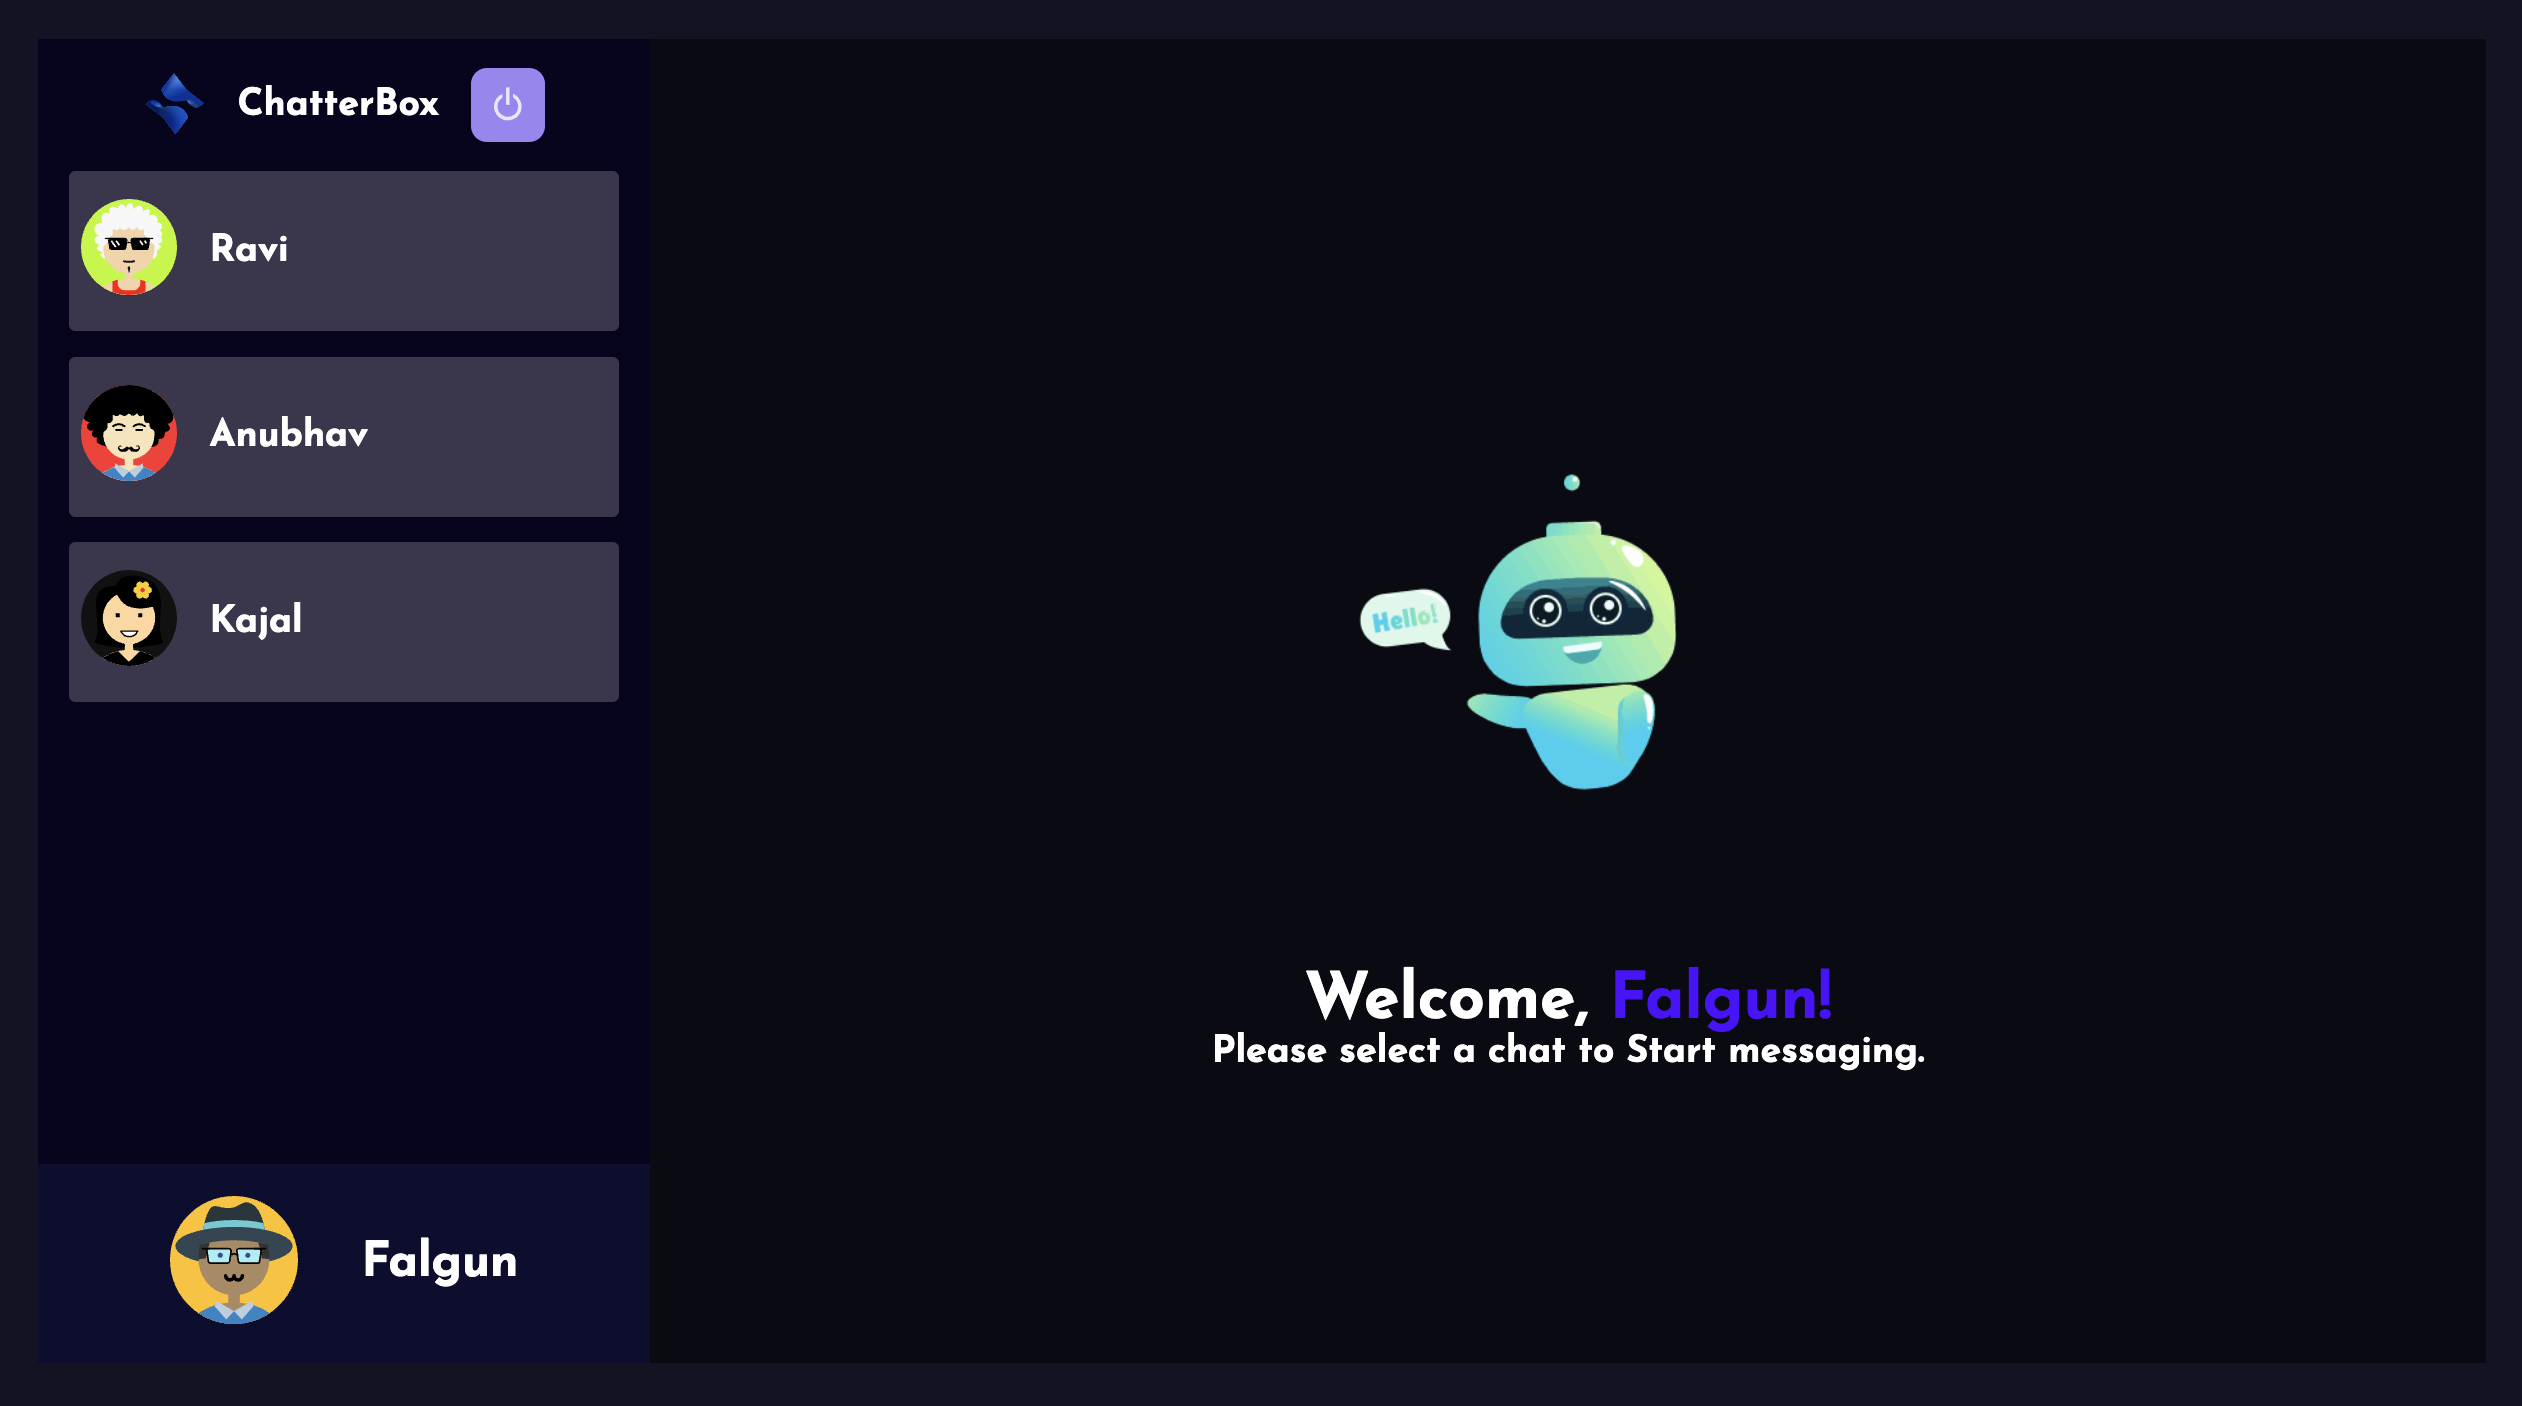 ChatterBox
Ravi
Anubhav
Kajal
Falgun
Hello!
Welcome, Falgun!
Please select a chat to Start messaging.